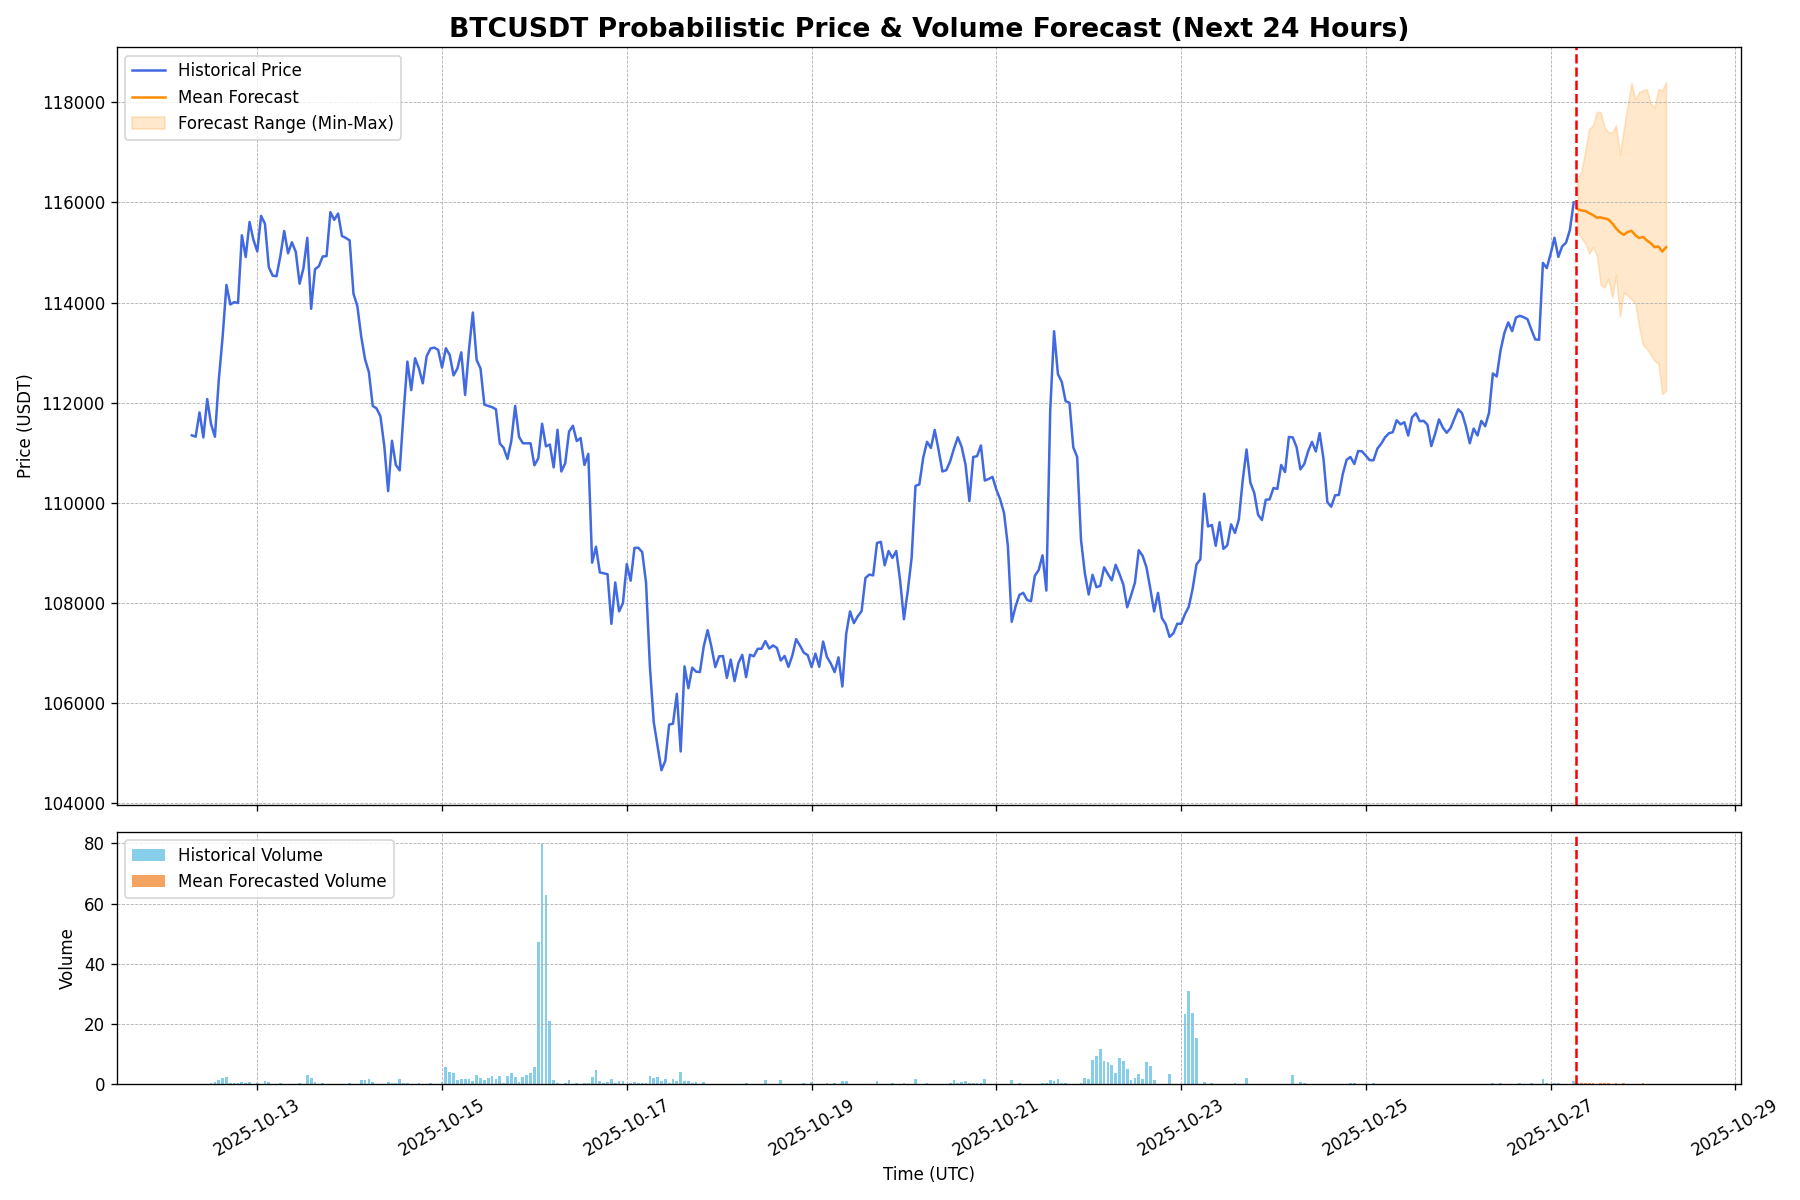 BTCUSDT Probabilistic Price & Volume Forecast (Next 24 Hours)
Historical Price
Mean Forecast
Forecast Range (Min-Max)
118000
116000
114000
112000
110000
108000
106000
104000
Price (USDT)
Historical Volume
Mean Forecasted Volume
80
60
40
20
0
Volume
2025-10-13
2025-10-15
2025-10-17
2025-10-19
2025-10-21
2025-10-23
2025-10-25
2025-10-27
2025-10-29
Time (UTC)